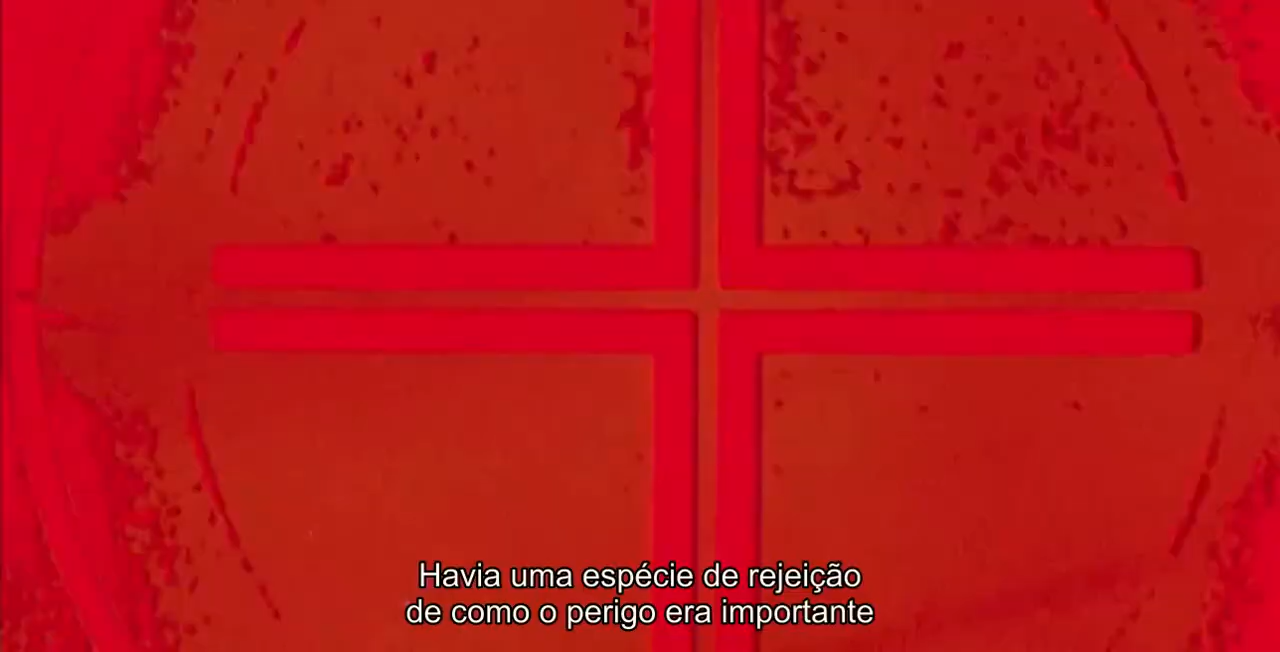 Havia uma espécie de rejeição
de como o perigo era importante